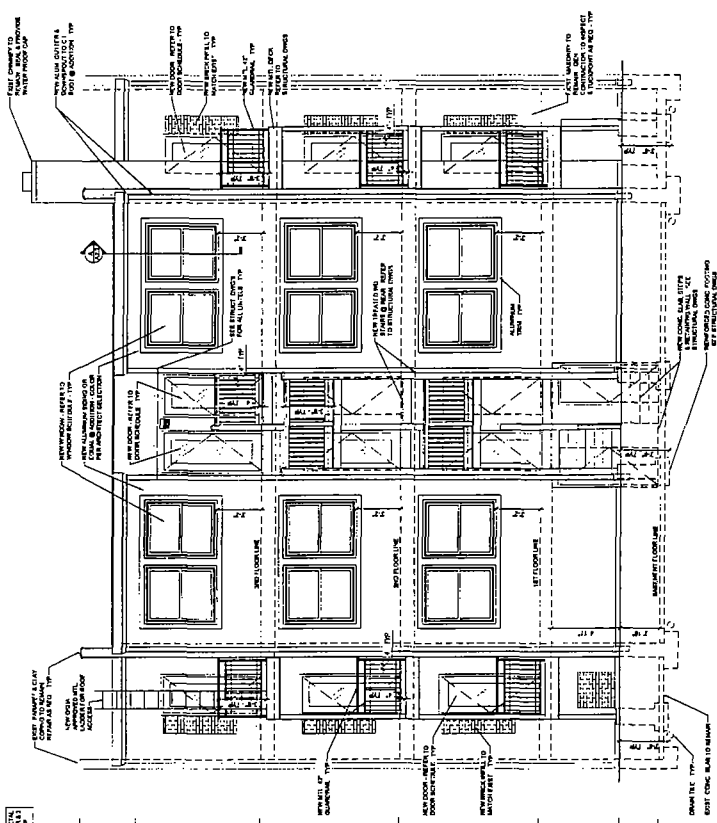 EXIST CHIMNEY TO
REMAIN SEAL & PROVIDE
WATER PROOF CAP
NEW ALUM GUTTER &
DOWNSPOUT TO C.I.
BOOT @ ADDITION TYP
NEW DOOR - REFER TO
DOOR SCHEDULE - TYP
NEW BRICK INFILL TO
MATCH EXIST TYP
NEW MTL 42"
GUARDRAIL TYP
NEW MTL DECK
REFER TO
STRUCTURAL DWGS
EXIST MASONRY TO
REMAIN GEN
CONTRACTOR TO INSPECT
& TUCKPOINT AS REQ - TYP
NEW WINDOW - REFER TO
WINDOW SCHEDULE - TYP
NEW ALUMINUM SIDING OR
EQUAL @ ADDITION - COLOR
PER ARCHITECT SELECTION
NEW DOOR - REFER TO
DOOR SCHEDULE TYP
SEE STRUCT DWG'S
FOR ALL LINTELS TYP
A
NEW TREATED WD
STAIRS @ REAR REFER
TO STRUCTURAL DWGS
ALUMINUM
TRIM TYP
NEW CONC SLAB, STEPS
& RETAINING WALL SEE
STRUCTURAL DWGS
REINFORCED CONC FOOTING
SEE STRUCTURAL DWGS
3RD FLOOR LINE
2ND FLOOR LINE
1ST FLOOR LINE
BASEMENT FLOOR LINE
EXIST PARAPET & CLAY
COPING TO REMAIN
REPAIR AS REQ TYP
NEW OSHA
APPROVED MTL
LADDER FOR ROOF
ACCESS
NEW MTL 42"
GUARDRAIL TYP
NEW DOOR - REFER TO
DOOR SCHEDULE TYP
NEW BRICK INFILL TO
MATCH EXIST TYP
DRAIN TILE TYP
EXIST CONC SLAB TO REMAIN